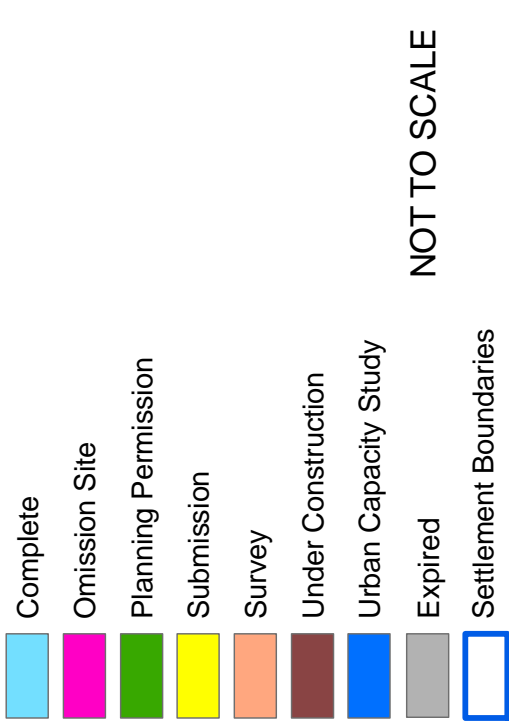 Complete
Omission Site
Planning Permission
Submission
Survey
Under Construction
Urban Capacity Study
Expired
Settlement Boundaries
NOT TO SCALE